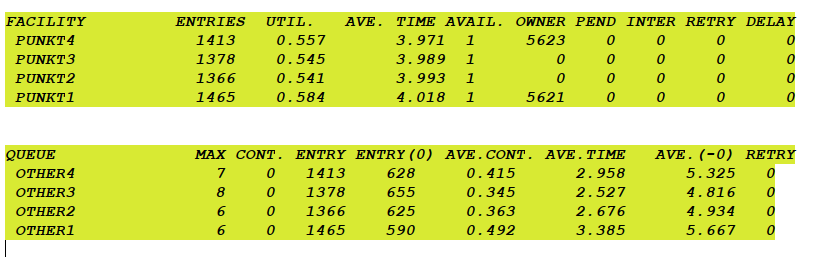 FACILITY ENTRIES UTIL. AVE. TIME AVAIL. OWNER PEND INTER RETRY DELAY
PUNKT4 1413 0.557 3.971 1 5623 0 0 0 0
PUNKT3 1378 0.545 3.989 1 0 0 0 0 0
PUNKT2 1366 0.541 3.993 1 0 0 0 0 0
PUNKT1 1465 0.584 4.018 1 5621 0 0 0 0
QUEUE MAX CONT. ENTRY ENTRY(0) AVE.CONT. AVE.TIME AVE.(-0) RETRY
OTHER4 7 0 1413 628 0.415 2.958 5.325 0
OTHER3 8 0 1378 655 0.345 2.527 4.816 0
OTHER2 6 0 1366 625 0.363 2.676 4.934 0
OTHER1 6 0 1465 590 0.492 3.385 5.667 0